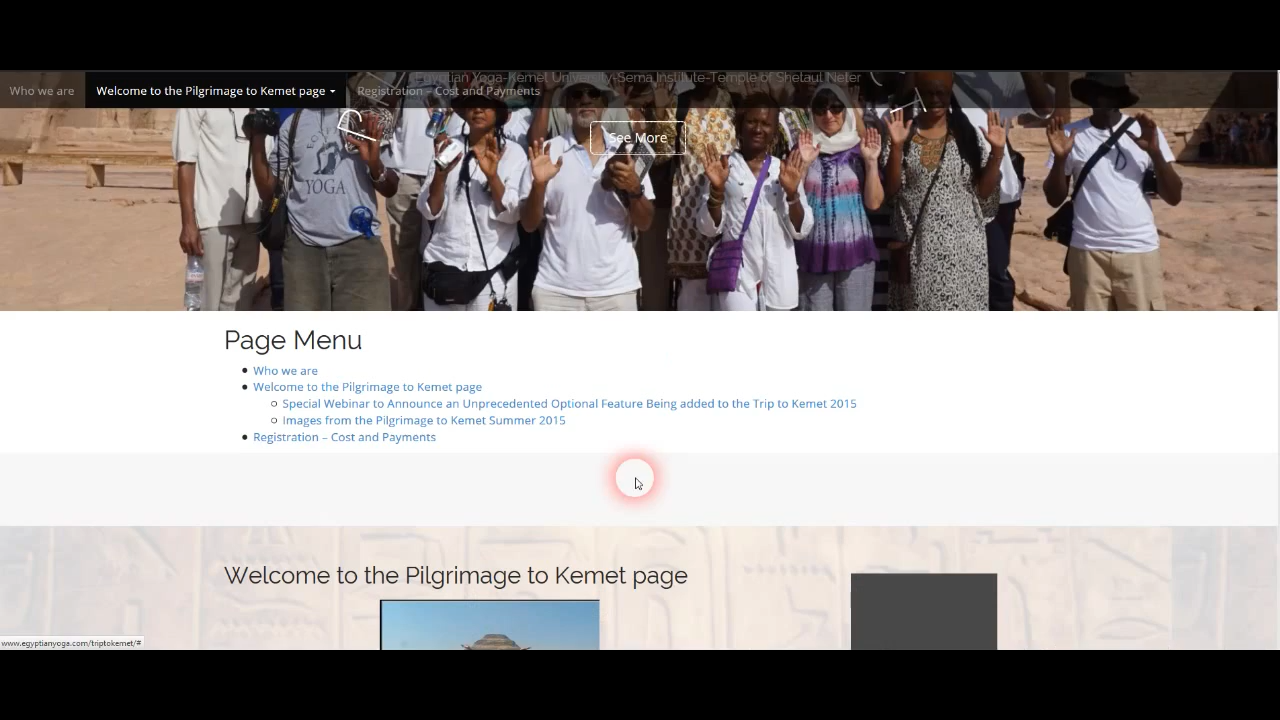 Egyptian Yoga-Kemet University-Sema Institute-Temple of Shetaut Neter
Who we are
Welcome to the Pilgrimage to Kemet page
Registration – Cost and Payments
See More
YOGA
Page Menu
Who we are
Welcome to the Pilgrimage to Kemet page
Special Webinar to Announce an Unprecedented Optional Feature Being added to the Trip to Kemet 2015
Images from the Pilgrimage to Kemet Summer 2015
Registration – Cost and Payments
Welcome to the Pilgrimage to Kemet page
www.egyptianyoga.com/triptokemet/#